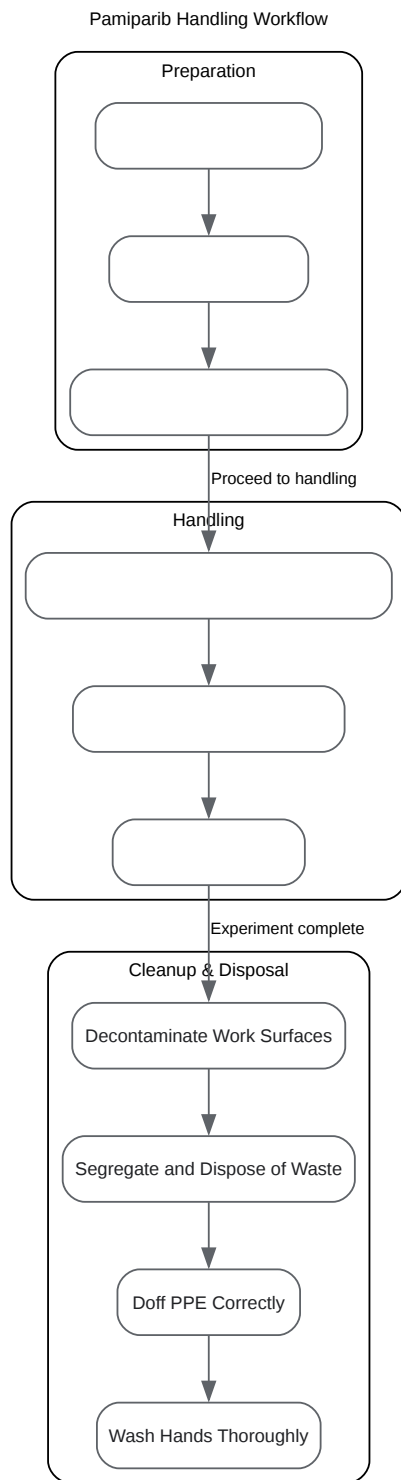 Pamiparib Handling Workflow
Preparation
Proceed to handling
Handling
Experiment complete
Cleanup & Disposal
Decontaminate Work Surfaces
Segregate and Dispose of Waste
Doff PPE Correctly
Wash Hands Thoroughly